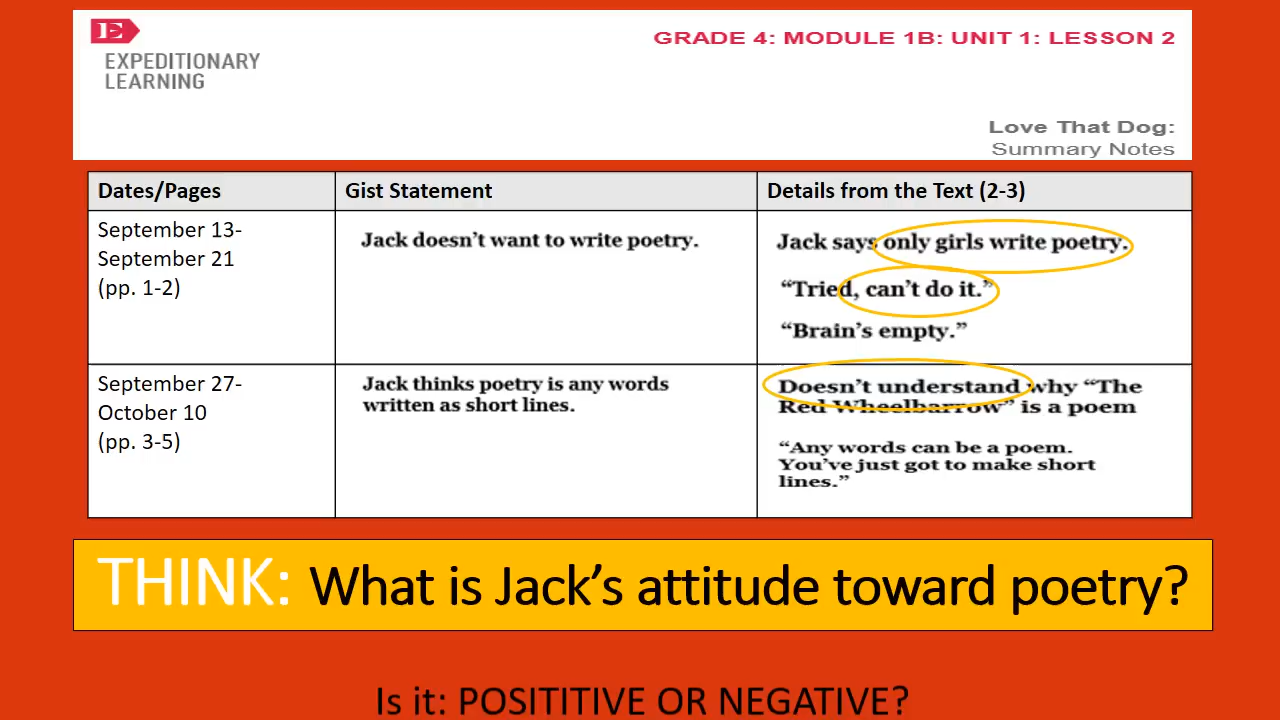 E
EXPEDITIONARY
LEARNING
GRADE 4: MODULE 1B: UNIT 1: LESSON 2
Love That Dog:
Summary Notes
Dates/Pages
Gist Statement
Details from the Text (2-3)
September 13-
September 21
(pp. 1-2)
Jack doesn't want to write poetry.
Jack says only girls write poetry.
“Tried, can't do it.”
“Brain's empty.”
September 27-
October 10
(pp. 3-5)
Jack thinks poetry is any words
written as short lines.
Doesn't understand why “The
Red Wheelbarrow” is a poem
“Any words can be a poem.
You've just got to make short
lines.”
THINK: What is Jack's attitude toward poetry?
Is it: POSITITIVE OR NEGATIVE?